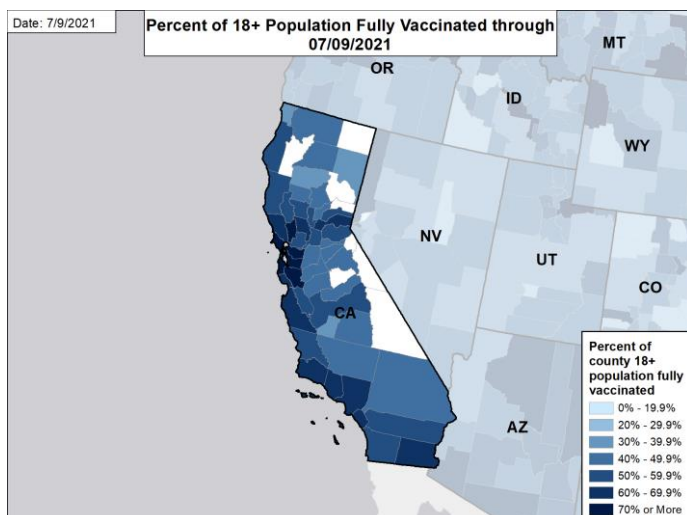 Date: 7/9/2021
Percent of 18+ Population Fully Vaccinated through
07/09/2021
MT
OR
ID
WY
NV
UT
CO
CA
AZ
Percent of
county 18+
population fully
vaccinated
0% - 19.9%
20% - 29.9%
30% - 39.9%
40% - 49.9%
50% - 59.9%
60% - 69.9%
70% or More